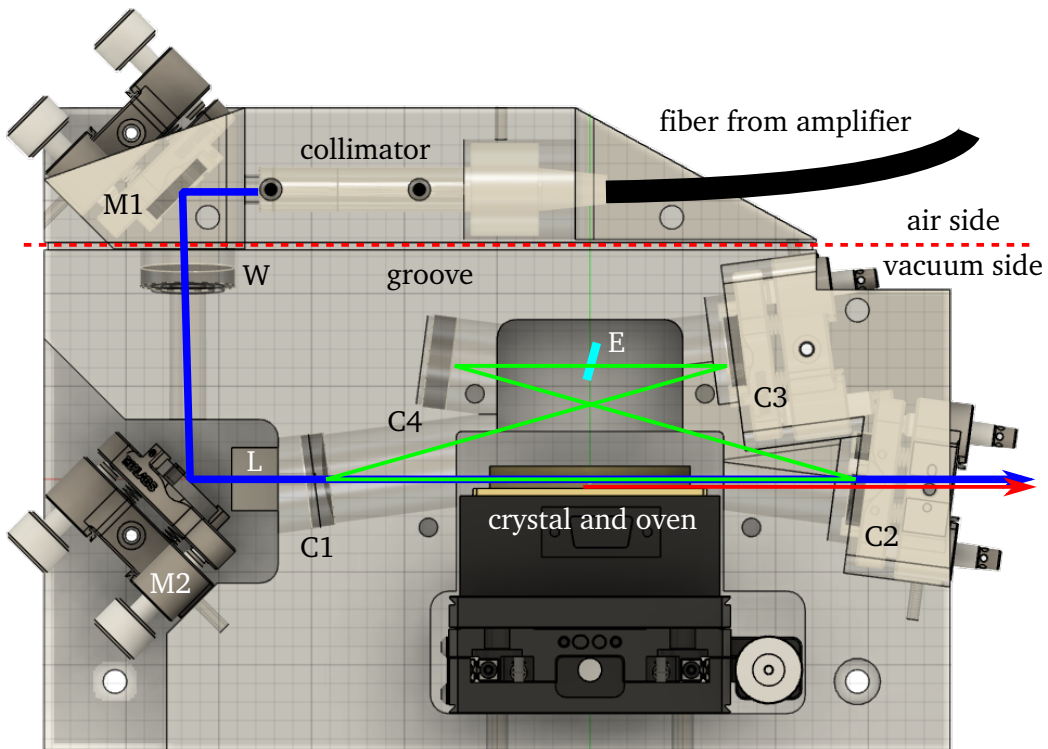 fiber from amplifier
collimator
M1
air side
vacuum side
W
groove
E
C3
C4
L
crystal and oven
C1
C2
M2